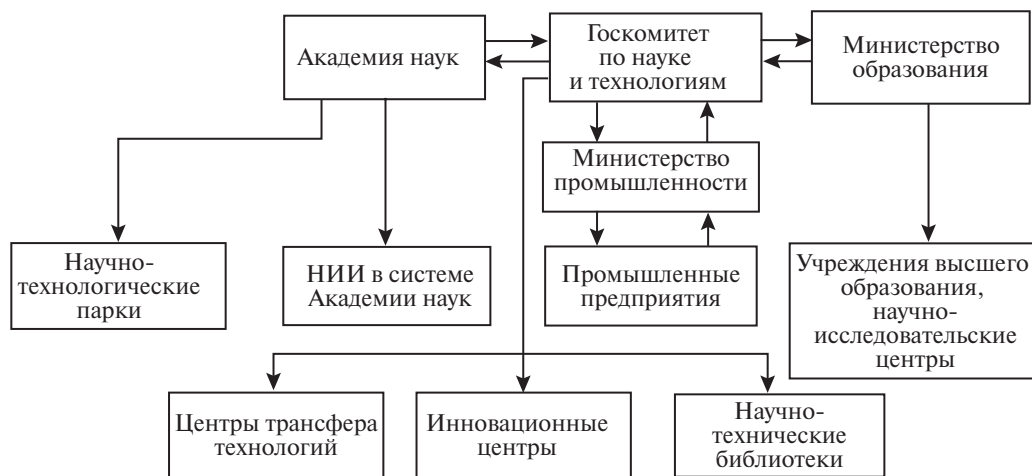 Академия наук
Госкомитет
по науке
и технологиям
Министерство
образования
Министерство
промышленности
Научно-
технологические
парки
НИИ в системе
Академии наук
Промышленные
предприятия
Учреждения высшего
образования,
научно-
исследовательские
центры
Центры трансфера
технологий
Инновационные
центры
Научно-
технические
библиотеки